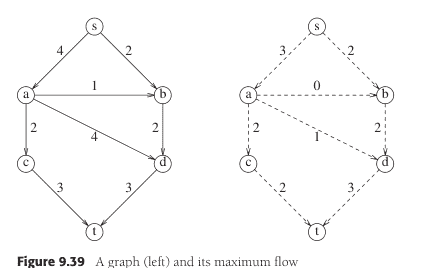 s s
4 2 3 2
a 1 b a 0 b
2 4 2 2 1 2
c d c d
3 3 2 3
t t
Figure 9.39 A graph (left) and its maximum flow